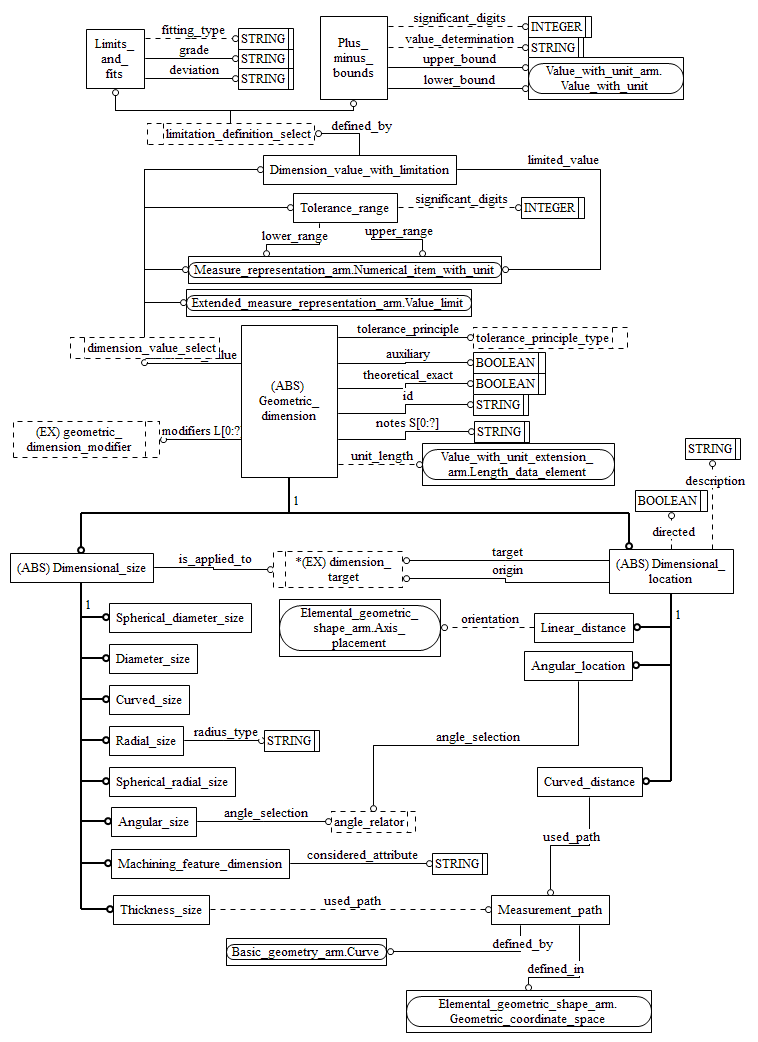 Limits_
and_
fits
fitting_type
STRING
grade
STRING
deviation
STRING
Plus_
minus_
bounds
significant_digits
INTEGER
value_determination
STRING
upper_bound
lower_bound
Value_with_unit_arm.
Value_with_unit
limitation_definition_select
defined_by
Dimension_value_with_limitation
limited_value
Tolerance_range
significant_digits
INTEGER
lower_range
upper_range
Measure_representation_arm.Numerical_item_with_unit
Extended_measure_representation_arm.Value_limit
dimension_value_select
lue
(ABS)
Geometric_
dimension
tolerance_principle
tolerance_principle_type
auxiliary
BOOLEAN
theoretical_exact
BOOLEAN
id
STRING
notes S[0:?]
STRING
unit_length
Value_with_unit_extension_
arm.Length_data_element
(EX) geometric_
dimension_modifier
modifiers L[0:?
1
STRING
description
BOOLEAN
directed
(ABS) Dimensional_size
is_applied_to
*(EX) dimension_
target
target
origin
(ABS) Dimensional_
location
1
1
Spherical_diameter_size
Elemental_geometric_
shape_arm.Axis_
placement
orientation
Linear_distance
Diameter_size
Angular_location
Curved_size
Radial_size
radius_type
STRING
angle_selection
Spherical_radial_size
Curved_distance
Angular_size
angle_selection
angle_relator
used_path
Machining_feature_dimension
considered_attribute
STRING
Thickness_size
used_path
Measurement_path
defined_by
Basic_geometry_arm.Curve
defined_in
Elemental_geometric_shape_arm.
Geometric_coordinate_space